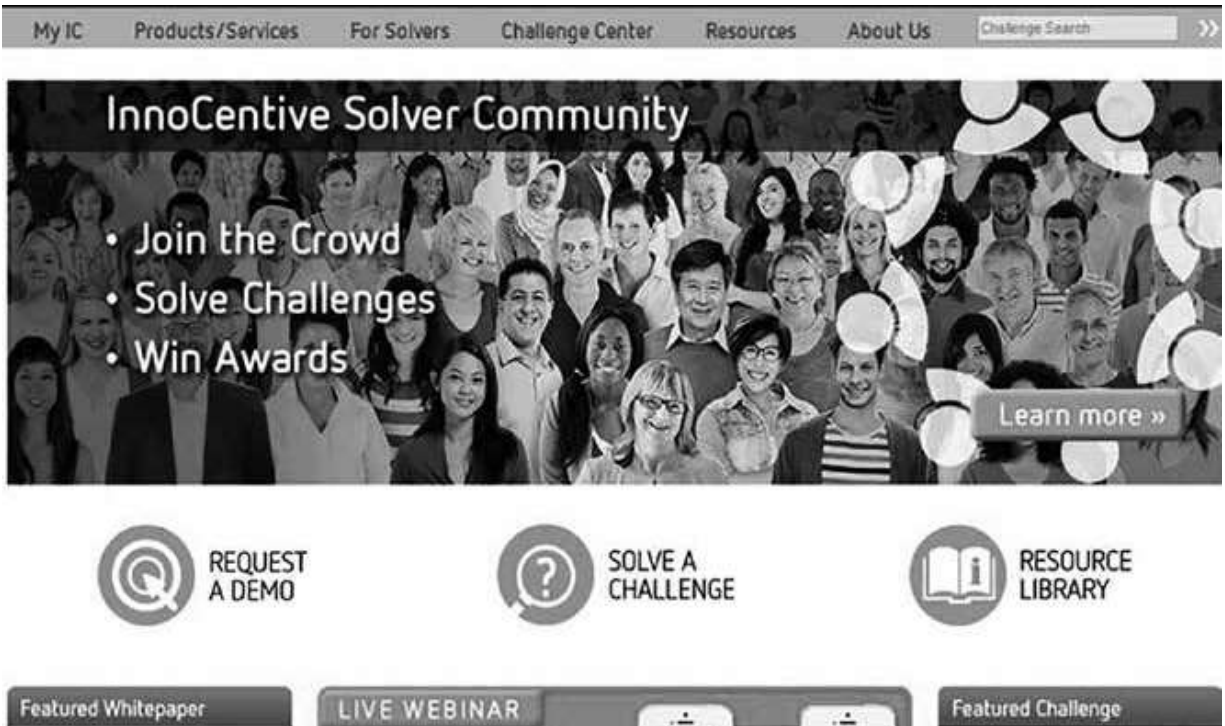 My IC Products/Services For Solvers Challenge Center Resources About Us Challenge Search »
InnoCentive Solver Community
• Join the Crowd
• Solve Challenges
• Win Awards
Learn more »
REQUEST
A DEMO
SOLVE A
CHALLENGE
RESOURCE
LIBRARY
Featured Whitepaper
LIVE WEBINAR
Featured Challenge